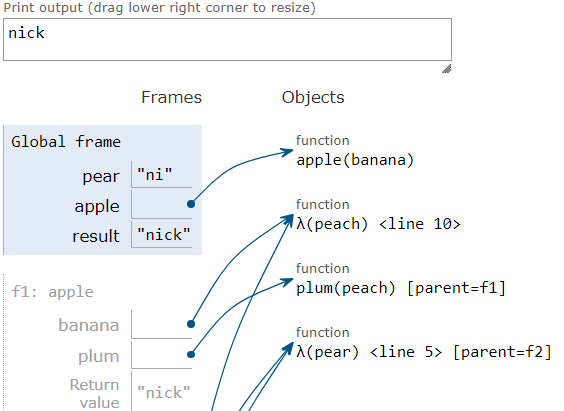 Print output (drag lower right corner to resize)
nick
Frames Objects
Global frame
pear "ni"
apple
result "nick"
function
apple(banana)
function
λ(peach) <line 10>
function
plum(peach) [parent=f1]
function
λ(pear) <line 5> [parent=f2]
f1: apple
banana
plum
Return
value "nick"